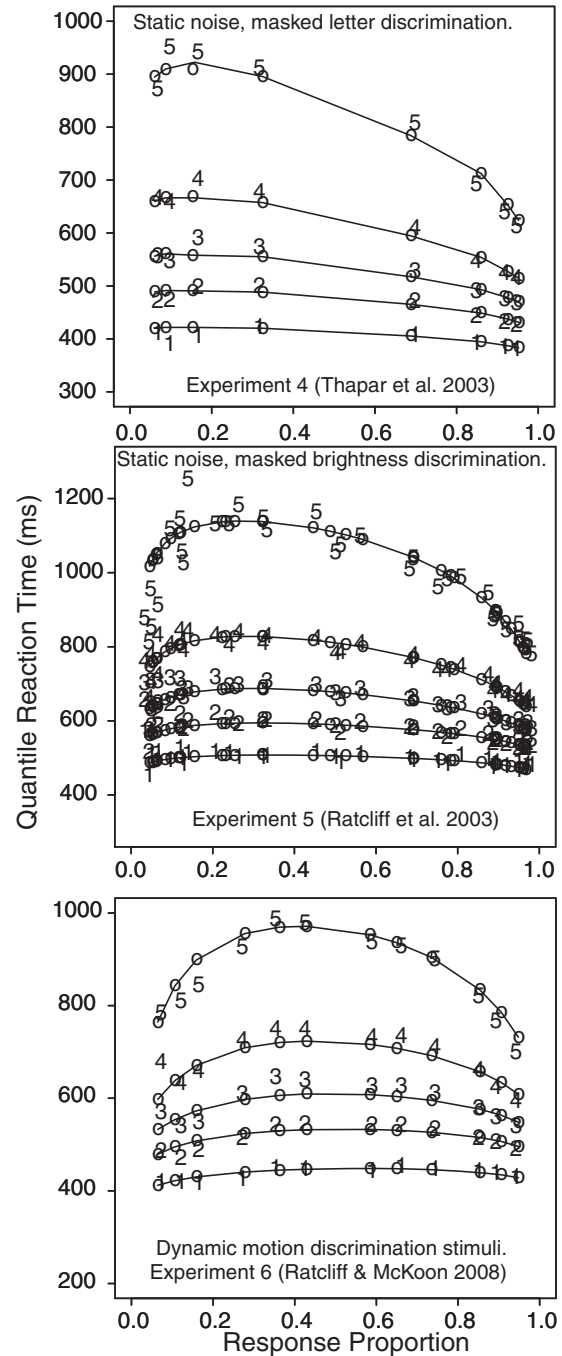 Static noise, masked letter discrimination.
1000
900
800
700
600
500
400
300
Experiment 4 (Thapar et al. 2003)
0.0 0.2 0.4 0.6 0.8 1.0
Static noise, masked brightness discrimination.
1200
1000
800
600
400
Experiment 5 (Ratcliff et al. 2003)
0.0 0.2 0.4 0.6 0.8 1.0
Quantile Reaction Time (ms)
1000
800
600
400
200
Dynamic motion discrimination stimuli.
Experiment 6 (Ratcliff & McKoon 2008)
0.0 0.2 0.4 0.6 0.8 1.0
Response Proportion